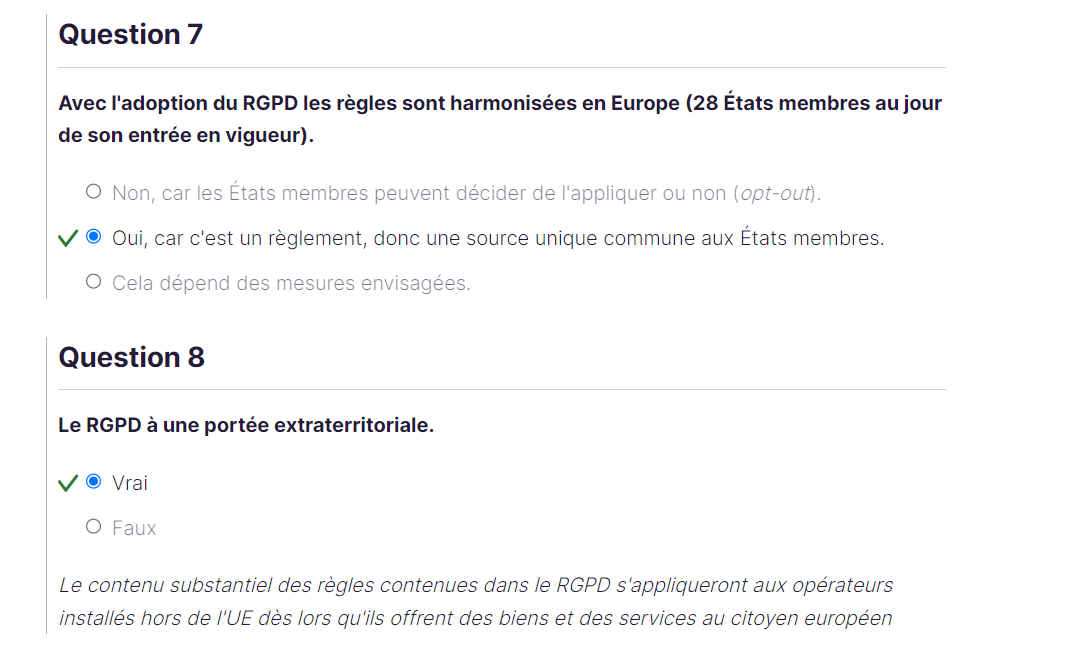 Question 7
Avec l'adoption du RGPD les règles sont harmonisées en Europe (28 États membres au jour
de son entrée en vigueur).
Non, car les États membres peuvent décider de l'appliquer ou non (opt-out).
Oui, car c'est un règlement, donc une source unique commune aux États membres.
Cela dépend des mesures envisagées.
Question 8
Le RGPD à une portée extraterritoriale.
Vrai
Faux
Le contenu substantiel des règles contenues dans le RGPD s'appliqueront aux opérateurs
installés hors de l'UE dès lors qu'ils offrent des biens et des services au citoyen européen